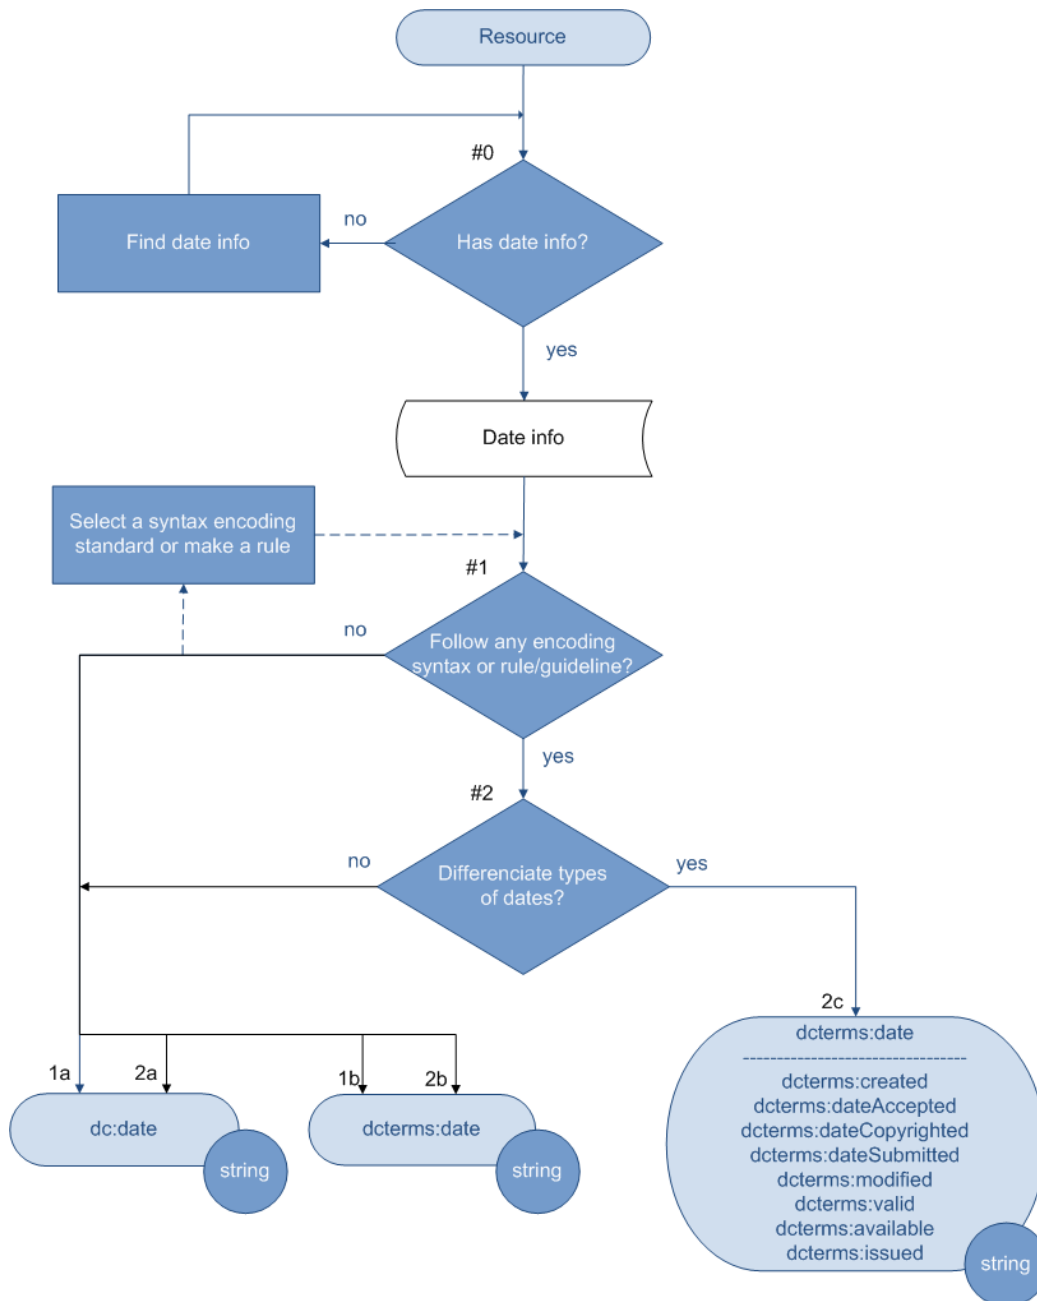 Resource
#0
no
Find date info
Has date info?
yes
Date info
Select a syntax encoding
standard or make a rule
#1
no
Follow any encoding
syntax or rule/guideline?
yes
#2
no
Differenciate types
of dates?
yes
2c
dcterms:date
---------------------------------
dcterms:created
dcterms:dateAccepted
dcterms:dateCopyrighted
dcterms:dateSubmitted
dcterms:modified
dcterms:valid
dcterms:available
dcterms:issued
string
1a
2a
1b
2b
dc:date
string
dcterms:date
string